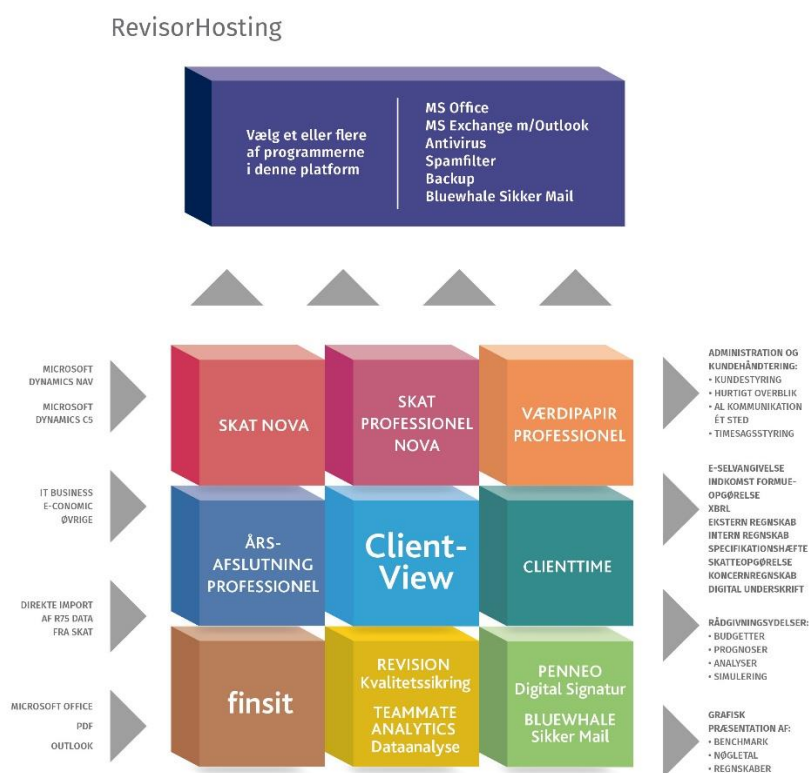 RevisorHosting
Vælg et eller flere
af programmerne
i denne platform
MS Office
MS Exchange m/Outlook
Antivirus
Spamfilter
Backup
Bluewhale Sikker Mail
MICROSOFT
DYNAMICS NAV
MICROSOFT
DYNAMICS C5
IT BUSINESS
E-CONOMIC
ØVRIGE
DIREKTE IMPORT
AF R75 DATA
FRA SKAT
MICROSOFT OFFICE
PDF
OUTLOOK
SKAT NOVA
SKAT
PROFESSIONEL
NOVA
VÆRDIPAPIR
PROFESSIONEL
ÅRS-
AFSLUTNING
PROFESSIONEL
Client-
View
CLIENTTIME
finsit
REVISION
Kvalitetssikring
TEAMMATE
ANALYTICS
Dataanalyse
PENNEO
Digital Signatur
BLUEWHALE
Sikker Mail
ADMINISTRATION OG
KUNDEHÅNDTERING:
• KUNDESTYRING
• HURTIGT OVERBLIK
• AL KOMMUNIKATION
ÉT STED
• TIMESAGSSTYRING
E-SELVANGIVELSE
INDKOMST FORMUE-
OPGØRELSE
XBRL
EKSTERN REGNSKAB
INTERN REGNSKAB
SPECIFIKATIONSHÆFTE
SKATTEOPGØRELSE
KONCERNREGNSKAB
DIGITAL UNDERSKRIFT
RÅDGIVNINGSYDELSER:
• BUDGETTER
• PROGNOSER
• ANALYSER
• SIMULERING
GRAFISK
PRÆSENTATION AF:
• BENCHMARK
• NØGLETAL
• REGNSKABER